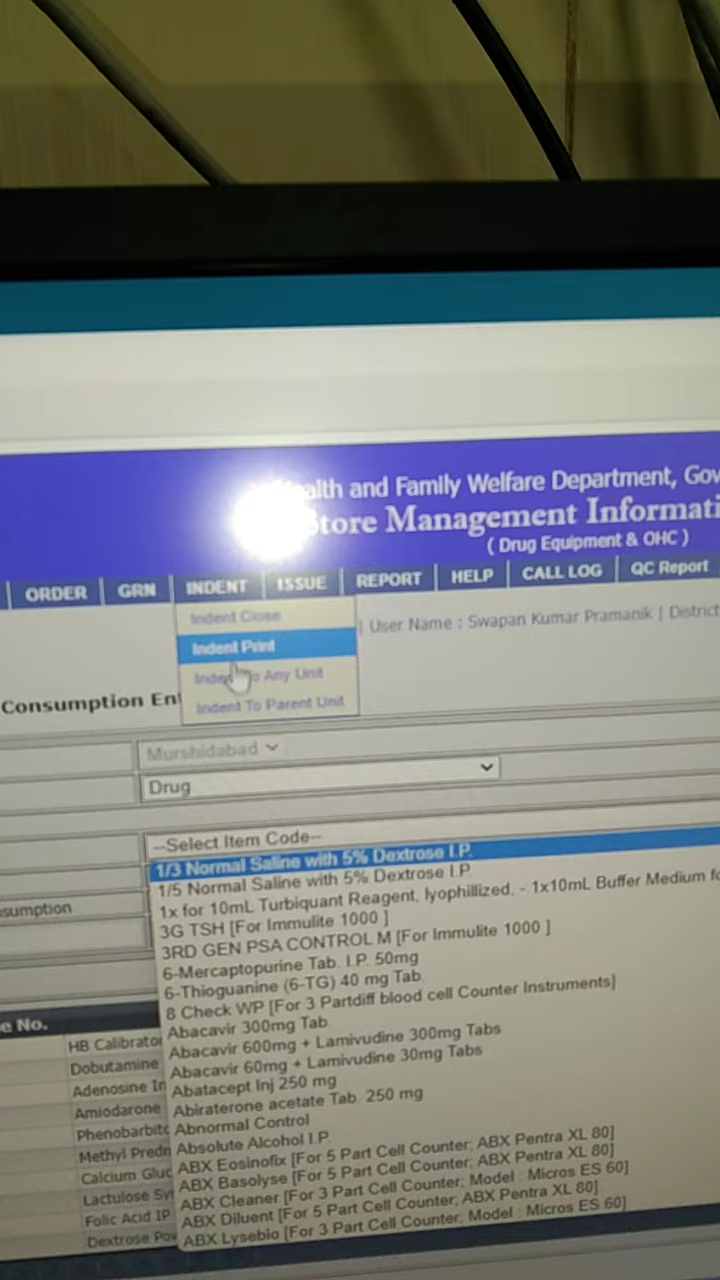 alth and Family Welfare Department, Gov
tore Management Informati
( Drug Equipment & OHC )
ORDER GRN INDENT ISSUE REPORT HELP CALL LOG QC Report
Indent Close
Indent Print
| User Name : Swapan Kumar Pramanik | District
Inden To Any Unit
Indent To Parent Unit
Consumption En
Murshidabad
Drug
--Select Item Code--
1/3 Normal Saline with 5% Dextrose I.P.
1/5 Normal Saline with 5% Dextrose I.P
1x for 10mL Turbiquant Reagent, lyophillized. - 1x10mL Buffer Medium fo
3G TSH [For Immulite 1000 ]
3RD GEN PSA CONTROL M [For Immulite 1000 ]
6-Mercaptopurine Tab. I.P. 50mg
6-Thioguanine (6-TG) 40 mg Tab
8 Check WP [For 3 Partdiff blood cell Counter Instruments]
Abacavir 300mg Tab
Abacavir 600mg + Lamivudine 300mg Tabs
Abacavir 60mg + Lamivudine 30mg Tabs
Abatacept Inj 250 mg
Abiraterone acetate Tab. 250 mg
Abnormal Control
Absolute Alcohol I.P.
ABX Eosinofix [For 5 Part Cell Counter; ABX Pentra XL 80]
ABX Basolyse [For 5 Part Cell Counter; ABX Pentra XL 80]
ABX Cleaner [For 3 Part Cell Counter; Model : Micros ES 60]
ABX Diluent [For 5 Part Cell Counter; ABX Pentra XL 80]
ABX Lysebio [For 3 Part Cell Counter; Model : Micros ES 60]
sumption
e No.
HB Calibrator
Dobutamine
Adenosine In
Amiodarone
Phenobarbito
Methyl Predn
Calcium Gluc
Lactulose Syr
Folic Acid IP
Dextrose Pow